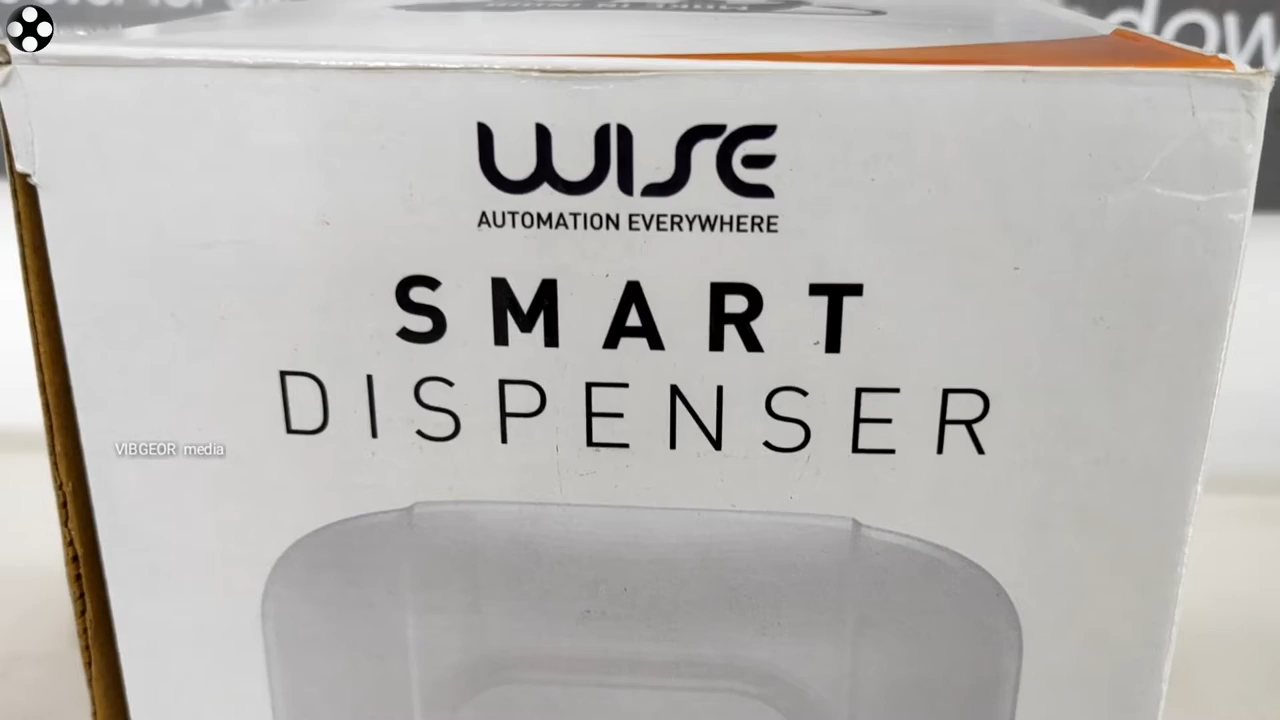 WISE
AUTOMATION EVERYWHERE
SMART
DISPENSER
VIBGEOR media